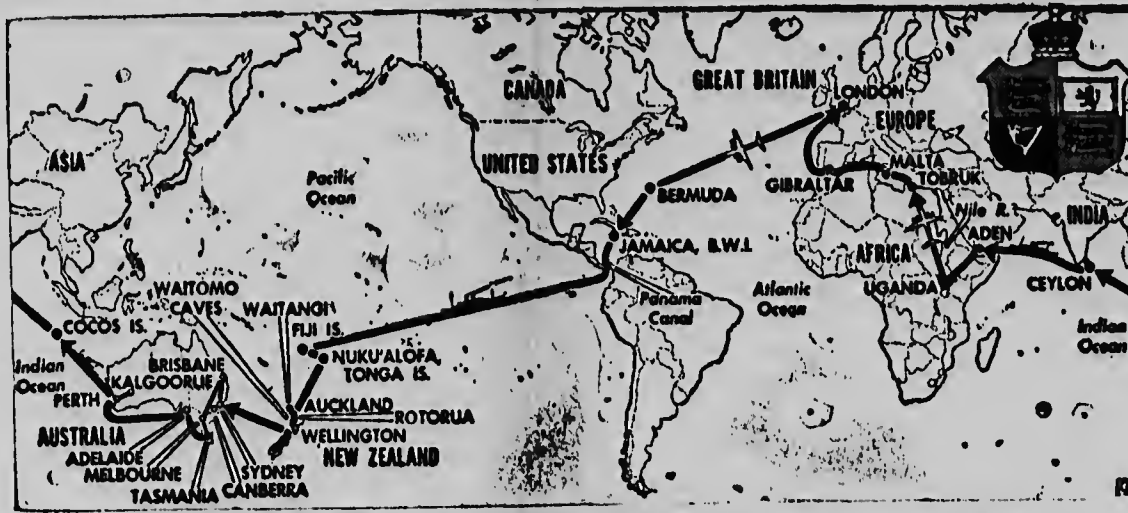 GREAT BRITAIN
LONDON
CANADA
EUROPE
ASIA
UNITED STATES
MALTA
TOBRUK
GIBRALTAR
Pacific
Ocean
BERMUDA
Nile R.
INDIA
ADEN
JAMAICA, B.W.I.
AFRICA
UGANDA
CEYLON
WAITOMO
CAVES
WAITANGI
Panama
Canal
Atlantic
Ocean
COCOS IS.
FIJI IS.
Indian
Ocean
NUKU'ALOFA,
TONGA IS.
Indian
Ocean
BRISBANE
KALGOORLIE
PERTH
AUCKLAND
ROTORUA
AUSTRALIA
WELLINGTON
ADELAIDE
NEW ZEALAND
MELBOURNE
SYDNEY
TASMANIA
CANBERRA